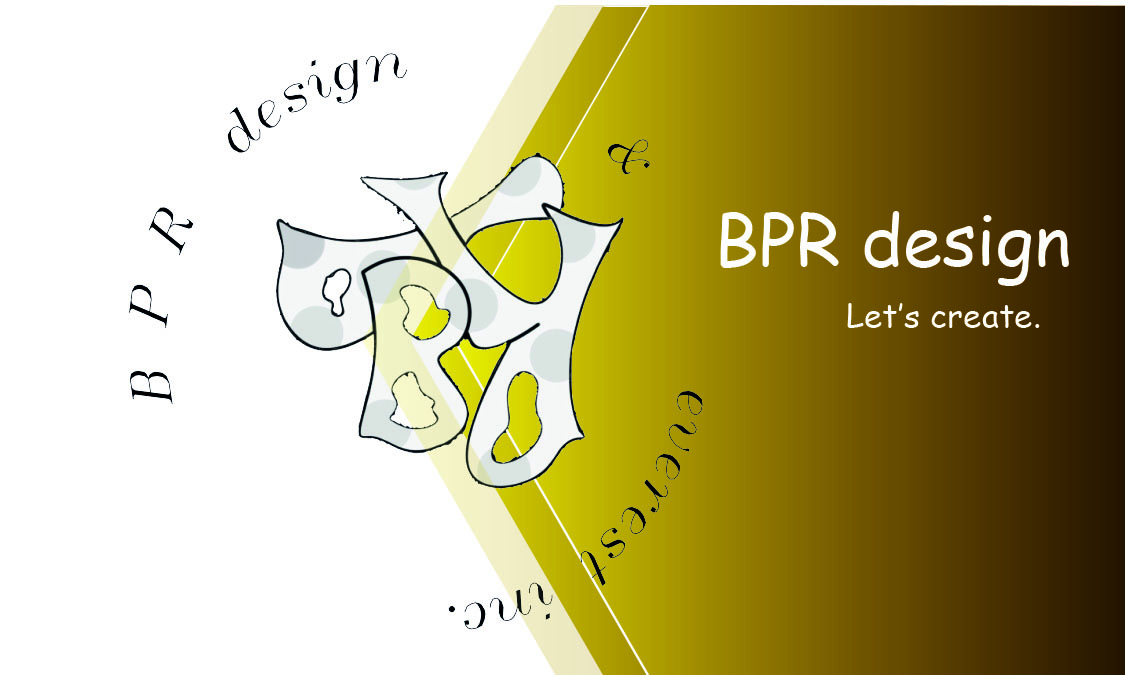 BPR design & everest inc.
BPR design
Let's create.